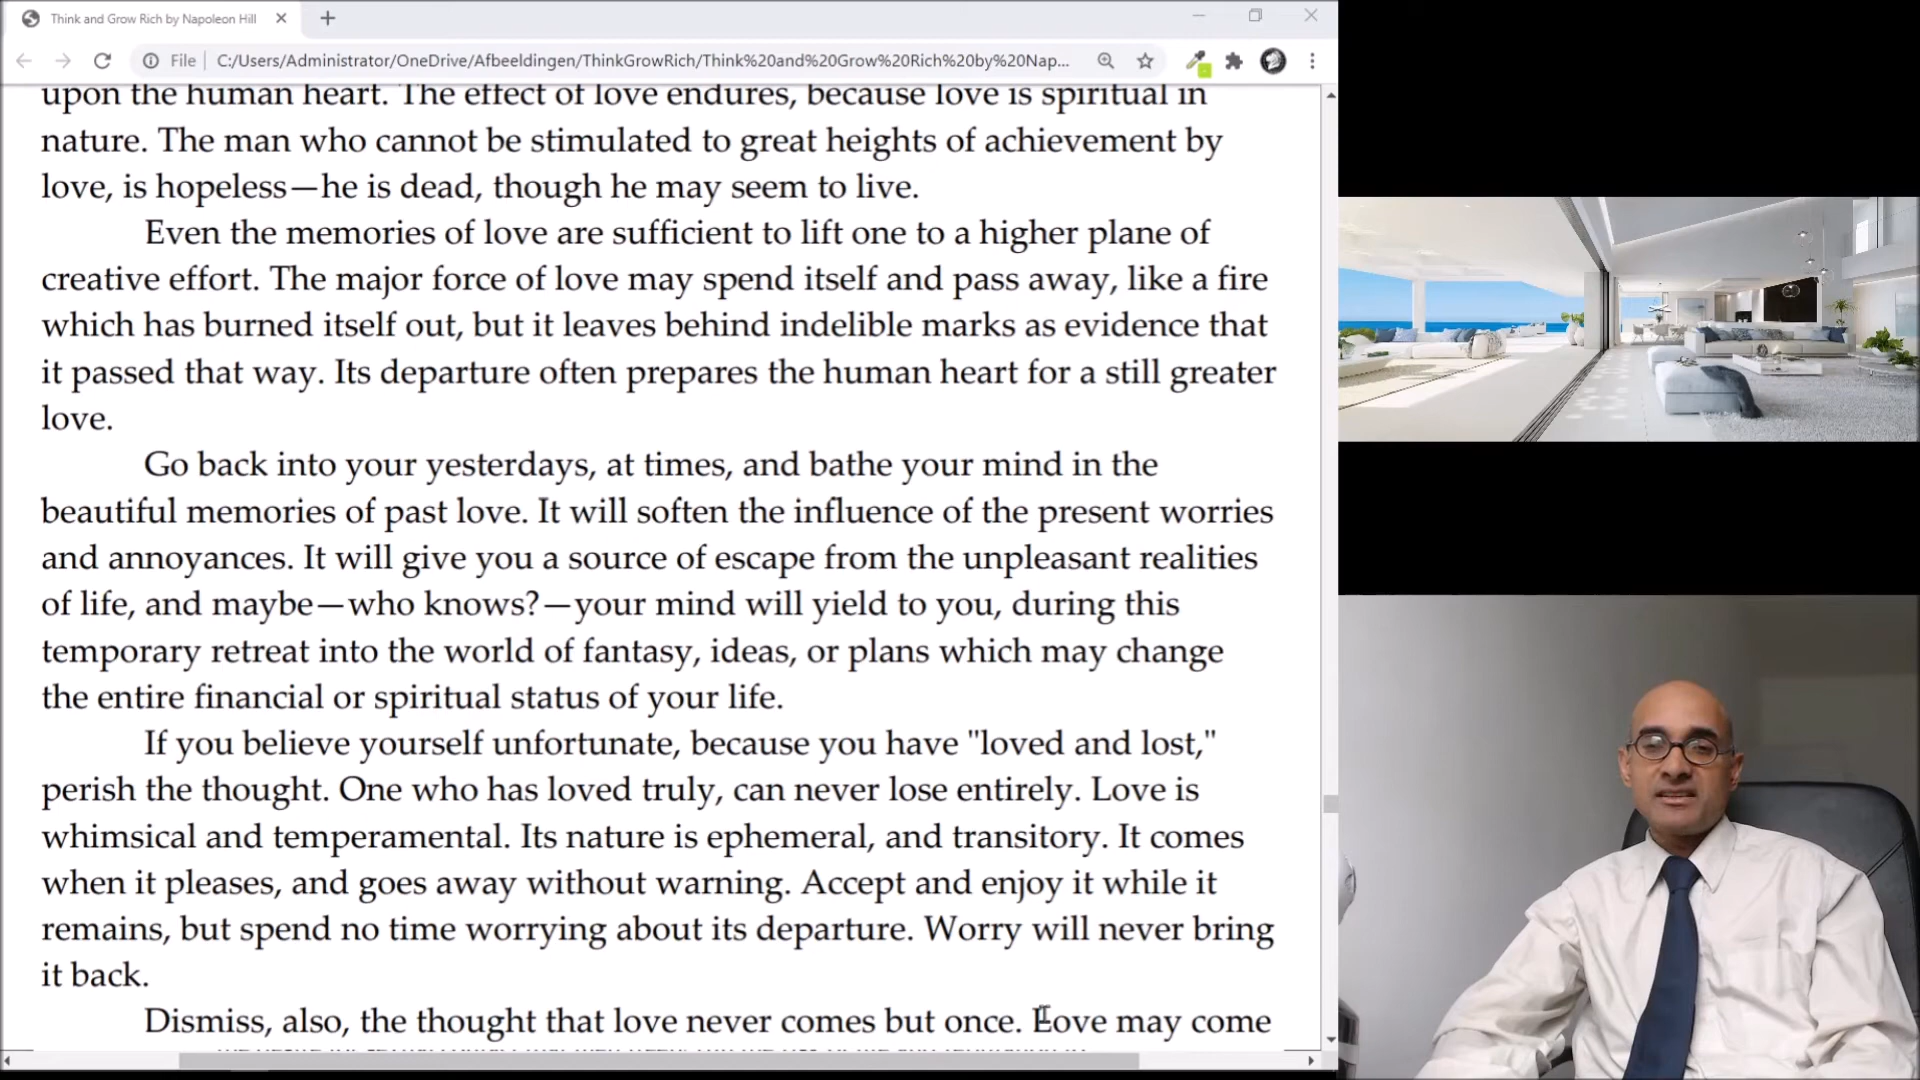 Think and Grow Rich by Napoleon Hill
File
C:/Users/Administrator/OneDrive/Afbeeldingen/ThinkGrowRich/Think%20and%20Grow%20Rich%20by%20Nap...
upon the human heart. The effect of love endures, because love is spiritual in
nature. The man who cannot be stimulated to great heights of achievement by
love, is hopeless—he is dead, though he may seem to live.
Even the memories of love are sufficient to lift one to a higher plane of
creative effort. The major force of love may spend itself and pass away, like a fire
which has burned itself out, but it leaves behind indelible marks as evidence that
it passed that way. Its departure often prepares the human heart for a still greater
love.
Go back into your yesterdays, at times, and bathe your mind in the
beautiful memories of past love. It will soften the influence of the present worries
and annoyances. It will give you a source of escape from the unpleasant realities
of life, and maybe—who knows?—your mind will yield to you, during this
temporary retreat into the world of fantasy, ideas, or plans which may change
the entire financial or spiritual status of your life.
If you believe yourself unfortunate, because you have "loved and lost,"
perish the thought. One who has loved truly, can never lose entirely. Love is
whimsical and temperamental. Its nature is ephemeral, and transitory. It comes
when it pleases, and goes away without warning. Accept and enjoy it while it
remains, but spend no time worrying about its departure. Worry will never bring
it back.
Dismiss, also, the thought that love never comes but once. Love may come